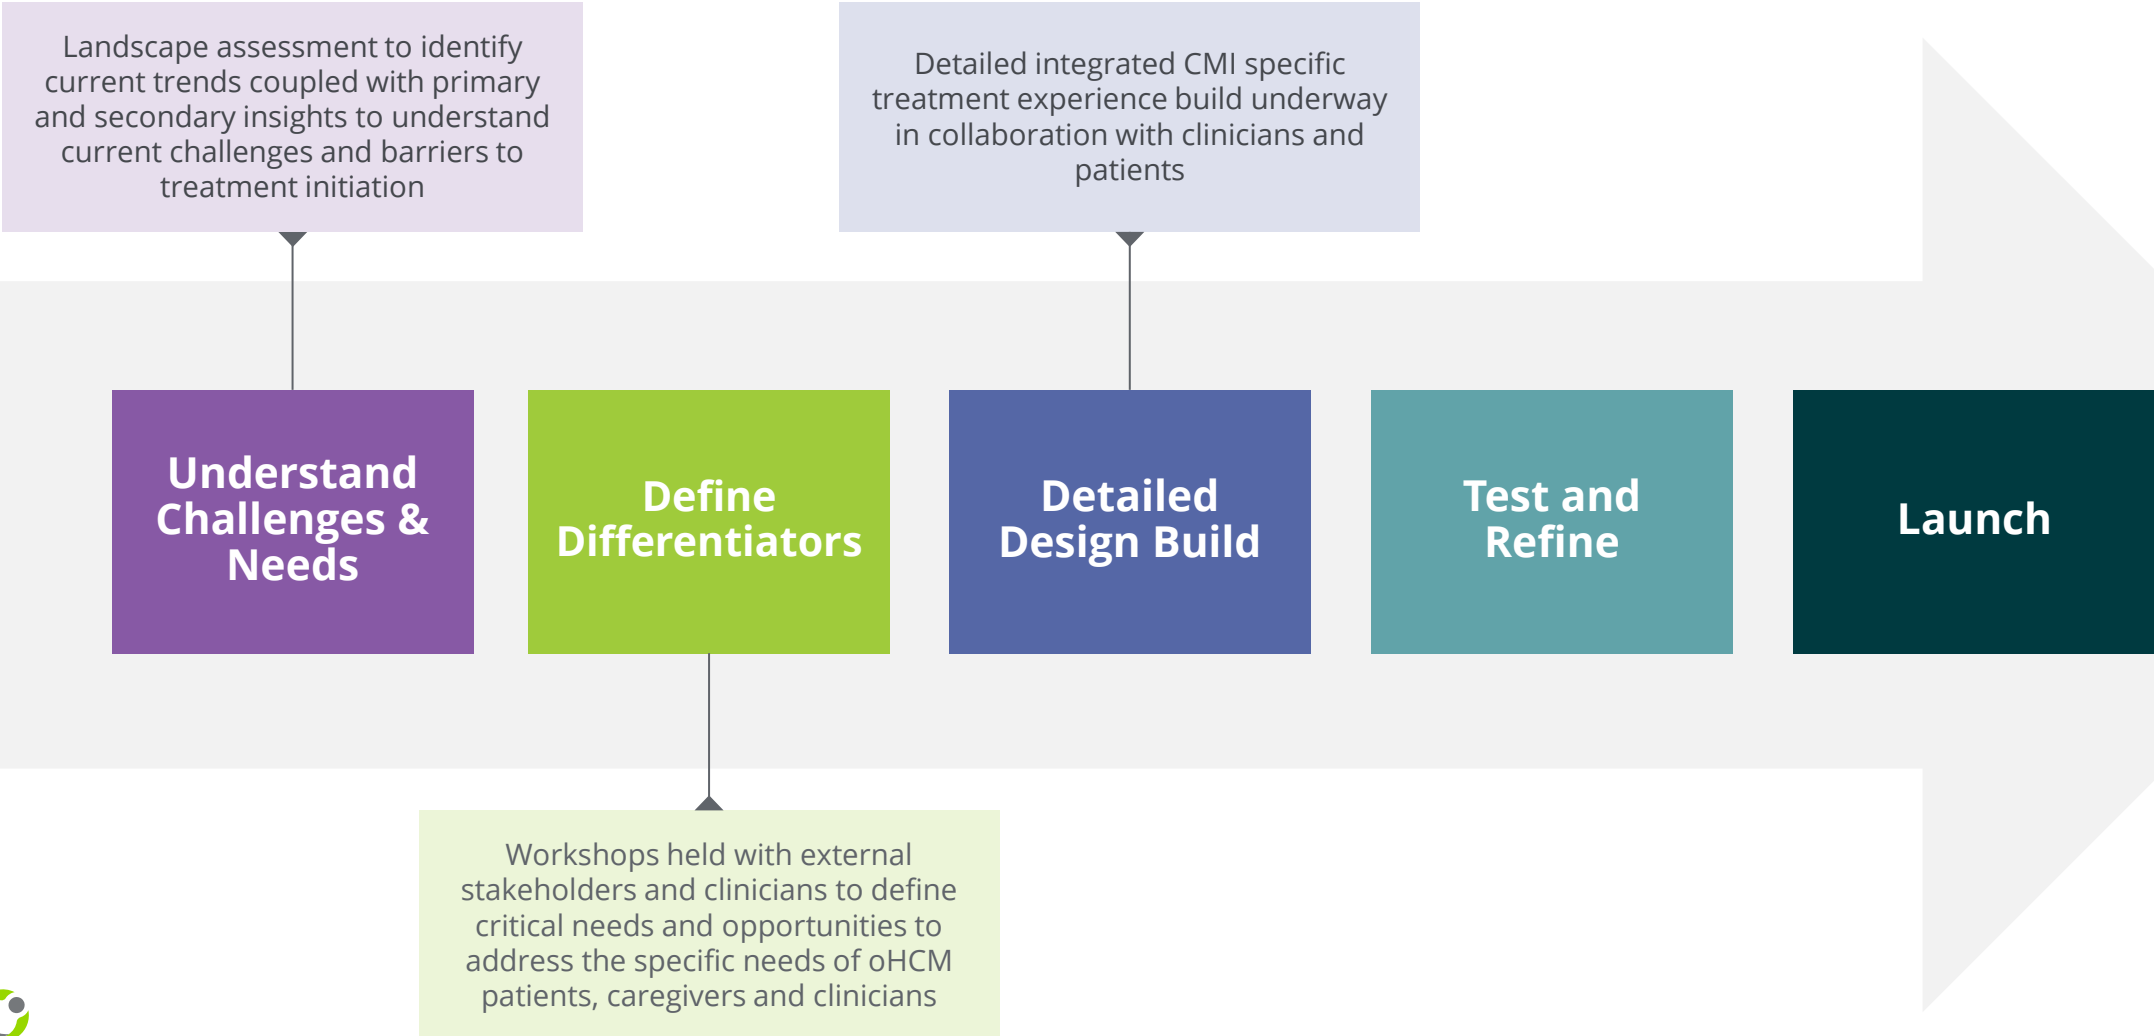 Landscape assessment to identify
current trends coupled with primary
and secondary insights to understand
current challenges and barriers to
treatment initiation
Detailed integrated CMI specific
treatment experience build underway
in collaboration with clinicians and
patients
Understand
Challenges &
Needs
Define
Differentiators
Detailed
Design Build
Test and
Refine
Launch
Workshops held with external
stakeholders and clinicians to define
critical needs and opportunities to
address the specific needs of oHCM
patients, caregivers and clinicians